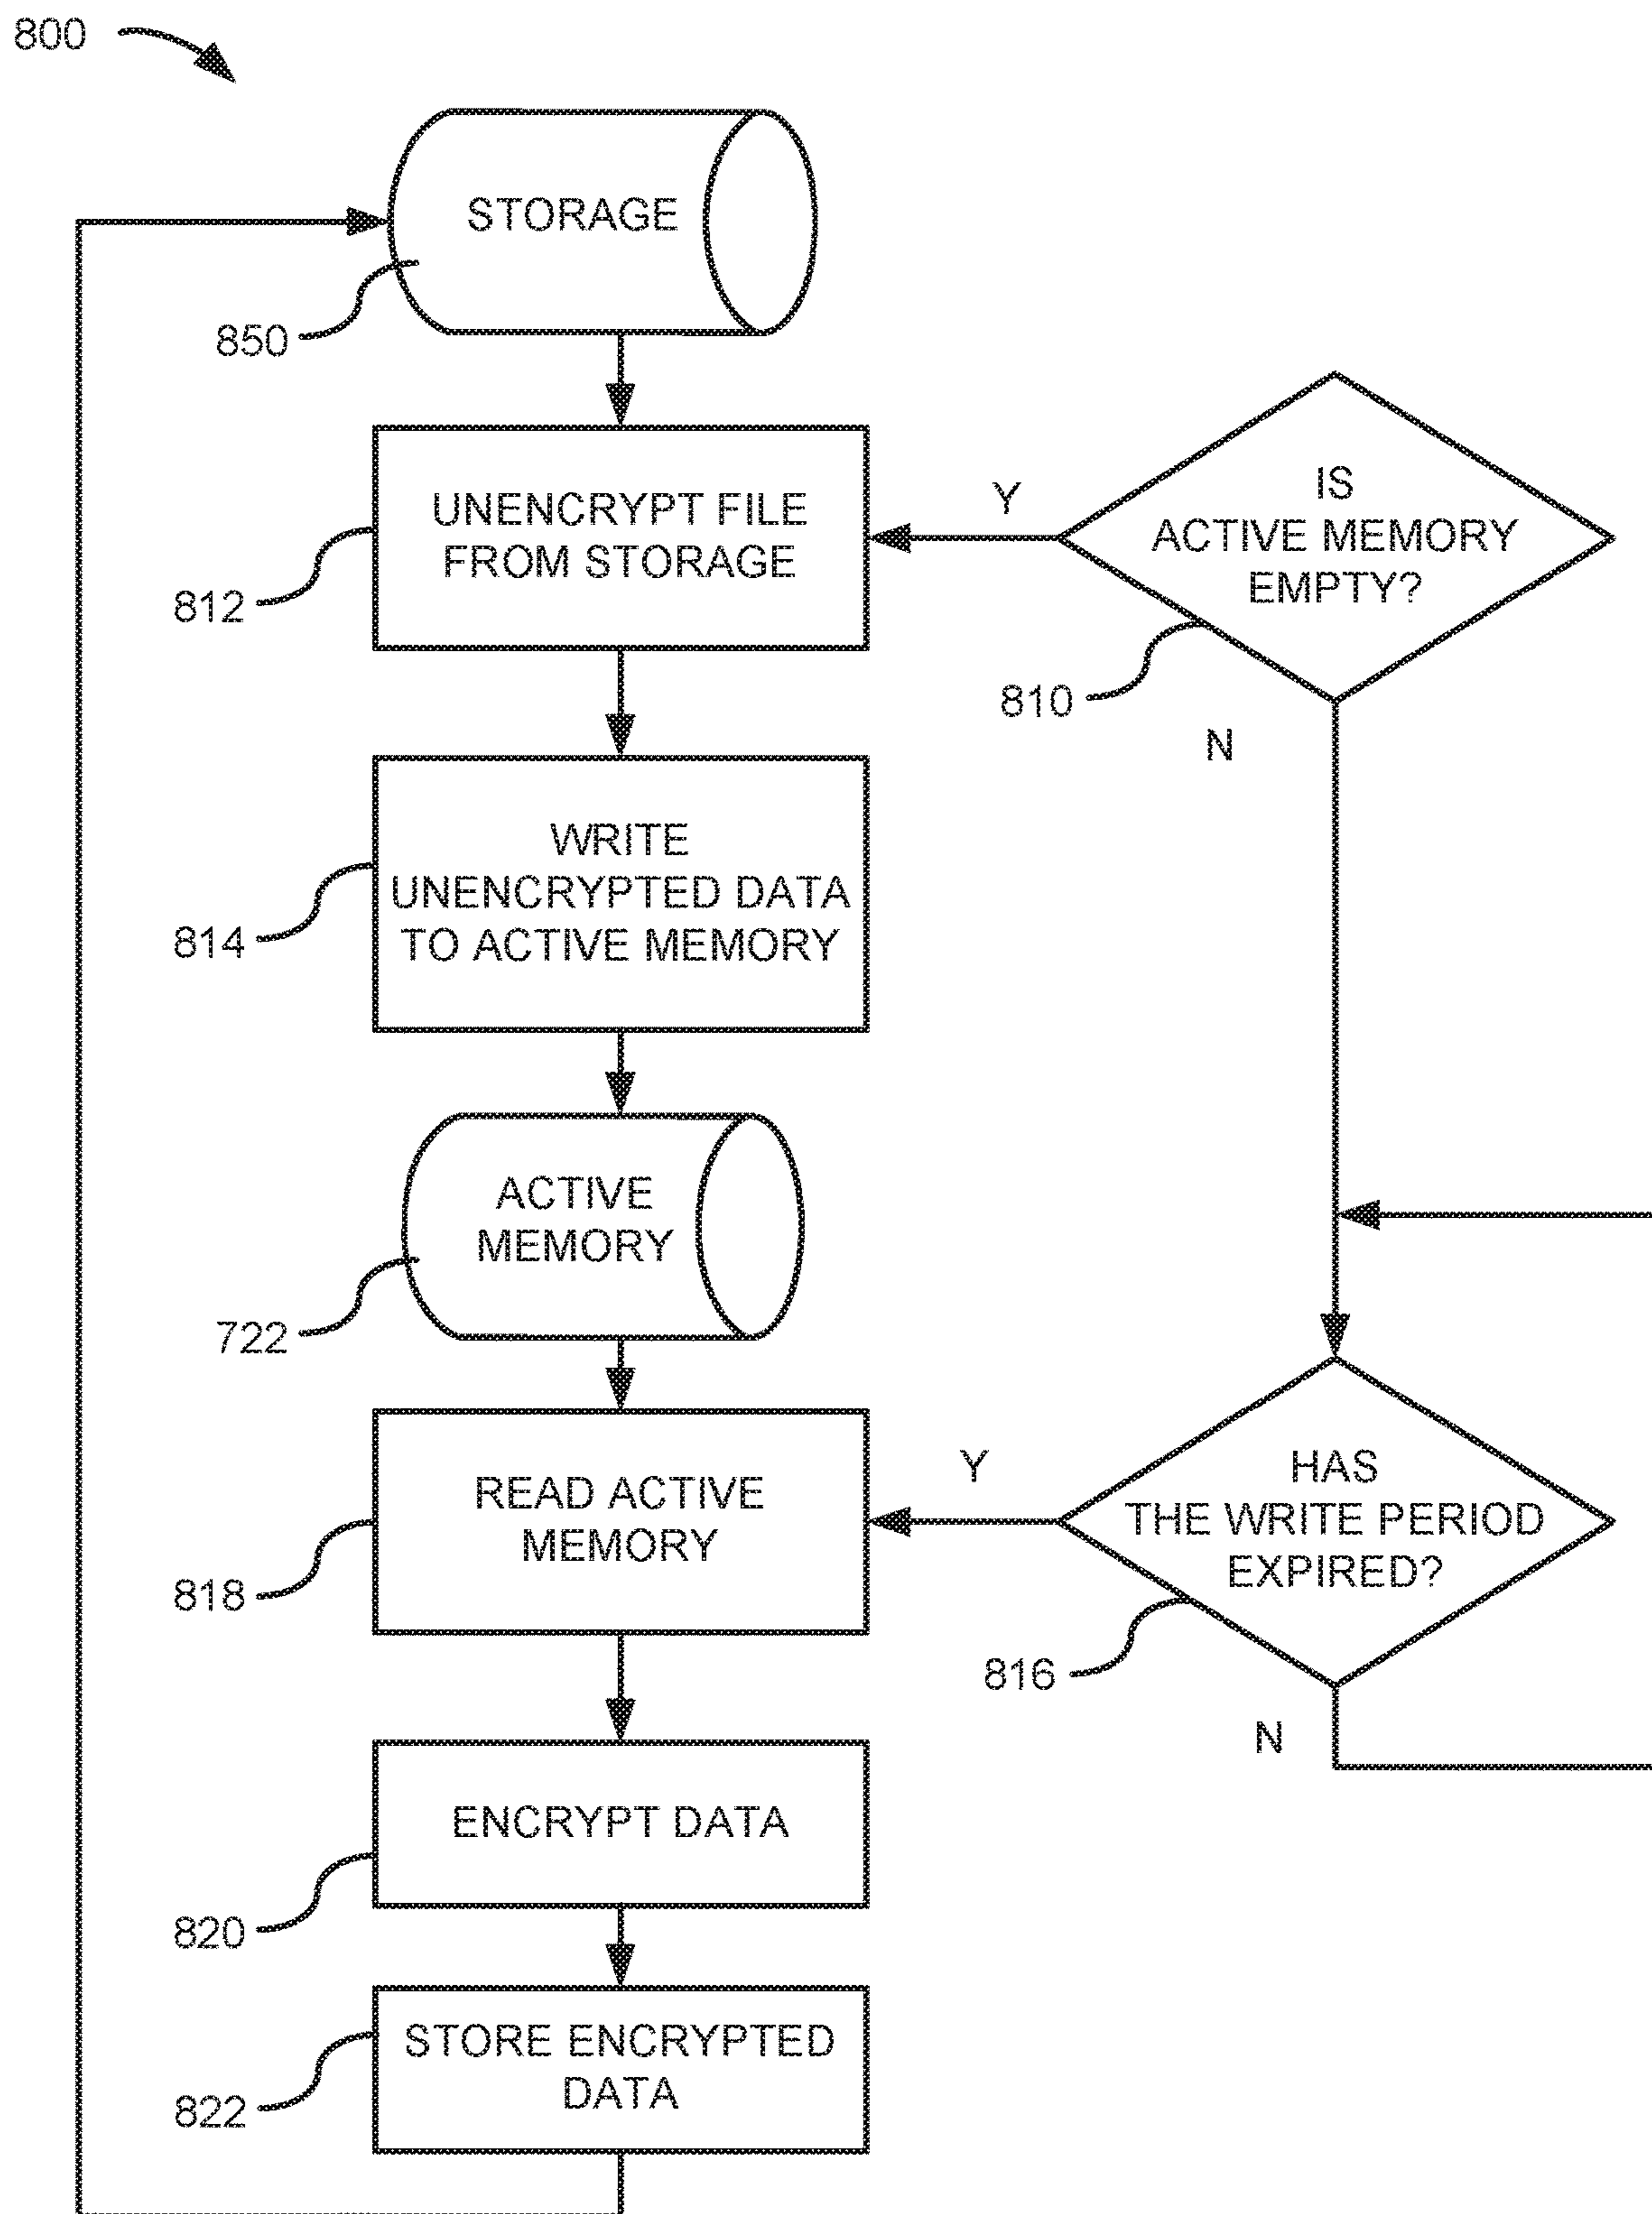 800
STORAGE
850
UNENCRYPT FILE
FROM STORAGE
812
Y
IS
ACTIVE MEMORY
EMPTY?
810
N
WRITE
UNENCRYPTED DATA
TO ACTIVE MEMORY
814
ACTIVE
MEMORY
722
READ ACTIVE
MEMORY
818
Y
HAS
THE WRITE PERIOD
EXPIRED?
816
N
ENCRYPT DATA
820
STORE ENCRYPTED
DATA
822